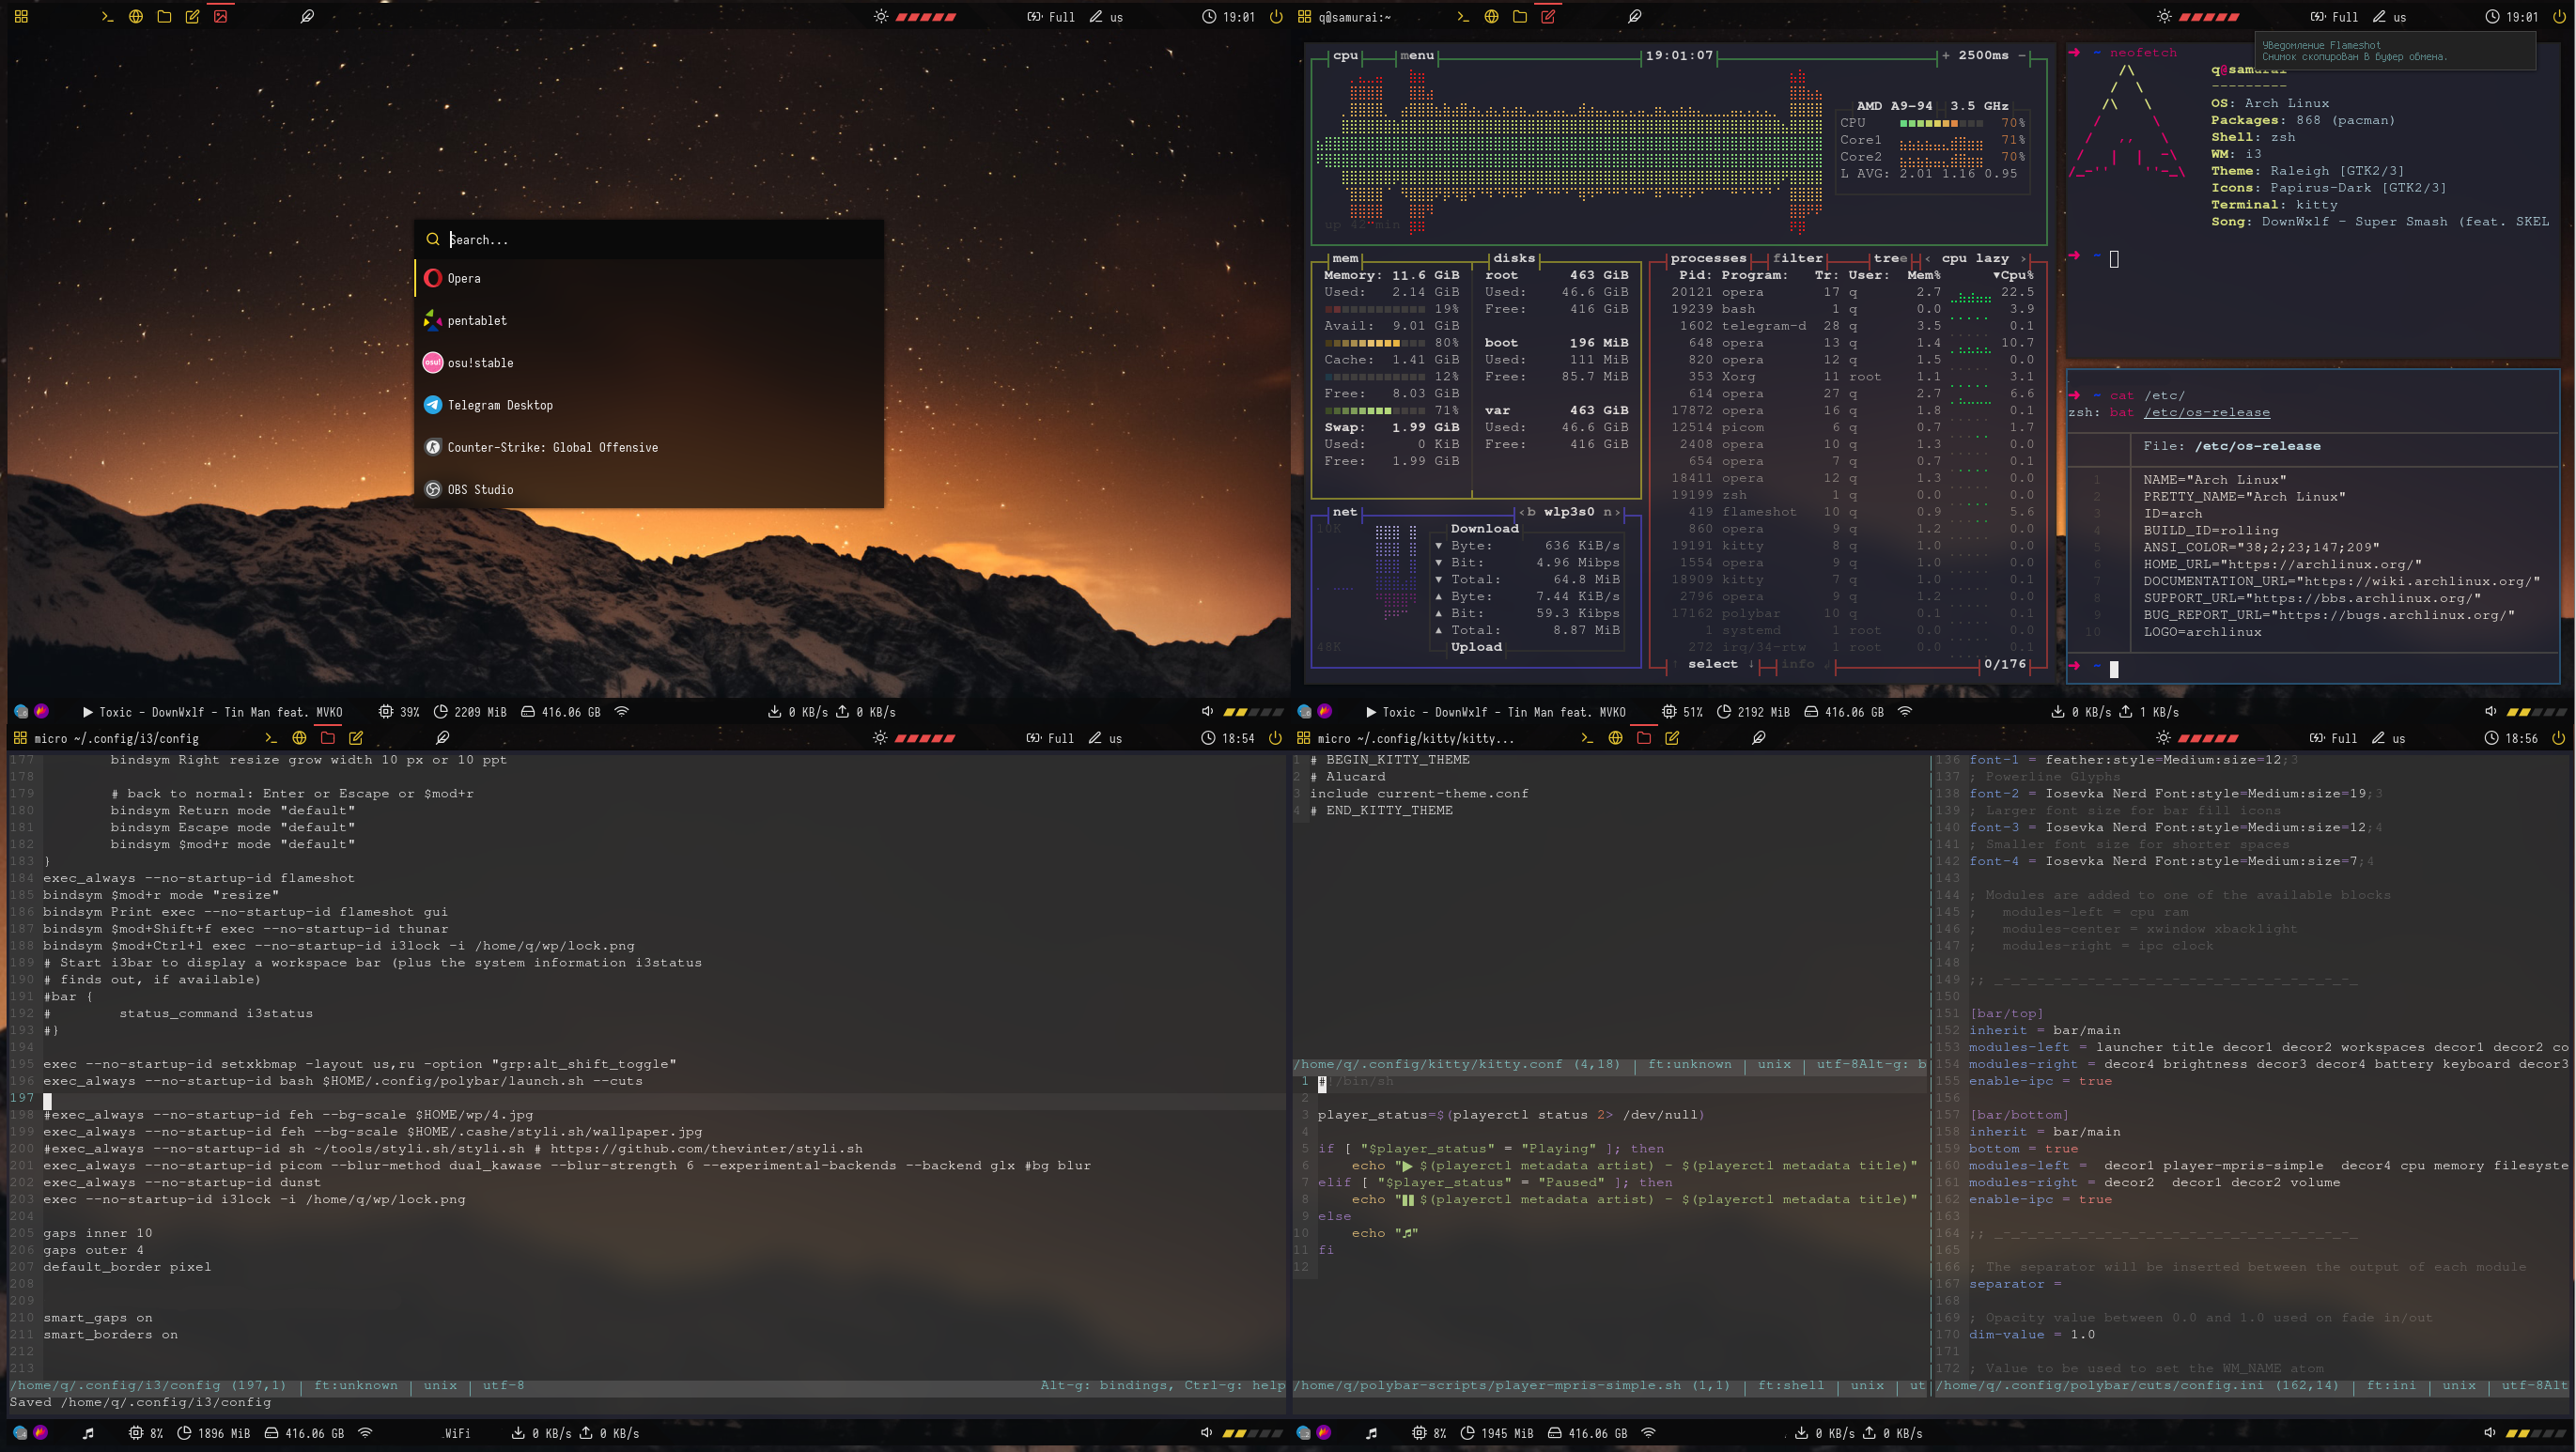 Full us 19:01
Search...
Opera
pentablet
osu!stable
Telegram Desktop
Counter-Strike: Global Offensive
OBS Studio
▶ Toxic - DownWxlf - Tin Man feat. MVKO 39% 2209 MiB 416.06 GB 0 KB/s 0 KB/s
q@samurai:~ Full us 19:01
cpu menu 19:01:07 + 2500ms -
AMD A9-94 3.5 GHz
CPU 70%
Core1 71%
Core2 70%
L AVG: 2.01 1.16 0.95
up 42 min
mem disks
Memory: 11.6 GiB root 463 GiB
Used: 2.14 GiB Used: 46.6 GiB
19% Free: 416 GiB
Avail: 9.01 GiB
80% boot 196 MiB
Cache: 1.41 GiB Used: 111 MiB
12% Free: 85.7 MiB
Free: 8.03 GiB
71% var 463 GiB
Swap: 1.99 GiB Used: 46.6 GiB
Used: 0 KiB Free: 416 GiB
Free: 1.99 GiB
net ‹b wlp3s0 n›
10K Download
▼ Byte: 636 KiB/s
▼ Bit: 4.96 Mibps
▼ Total: 64.8 MiB
▲ Byte: 7.44 KiB/s
▲ Bit: 59.3 Kibps
▲ Total: 8.87 MiB
48K Upload
processes filter tree ‹ cpu lazy ›
Pid: Program: Tr: User: Mem% ▼Cpu%
20121 opera 17 q 2.7 22.5
19239 bash 1 q 0.0 3.9
1602 telegram-d 28 q 3.5 0.1
648 opera 13 q 1.4 10.7
820 opera 12 q 1.5 0.0
353 Xorg 11 root 1.1 3.1
614 opera 27 q 2.7 6.6
17872 opera 16 q 1.8 0.1
12514 picom 6 q 0.7 1.7
2408 opera 10 q 1.3 0.0
654 opera 7 q 0.7 0.1
18411 opera 12 q 1.3 0.0
19199 zsh 1 q 0.0 0.0
419 flameshot 10 q 0.9 5.6
860 opera 9 q 1.2 0.0
19191 kitty 8 q 1.0 0.0
1554 opera 9 q 1.0 0.0
18909 kitty 7 q 1.0 0.1
2796 opera 9 q 1.2 0.0
17162 polybar 10 q 0.1 0.1
1 systemd 1 root 0.0 0.0
272 irq/34-rtw 1 root 0.0 0.1
↑ select ↓ info ↲ 0/176
➜ ~ neofetch
Уведомление Flameshot
Снимок скопирован в буфер обмена.
q@samurai
---------
OS: Arch Linux
Packages: 868 (pacman)
Shell: zsh
WM: i3
Theme: Raleigh [GTK2/3]
Icons: Papirus-Dark [GTK2/3]
Terminal: kitty
Song: DownWxlf - Super Smash (feat. SKEL
➜ ~
➜ ~ cat /etc/
zsh: bat /etc/os-release
File: /etc/os-release
1 NAME="Arch Linux"
2 PRETTY_NAME="Arch Linux"
3 ID=arch
4 BUILD_ID=rolling
5 ANSI_COLOR="38;2;23;147;209"
6 HOME_URL="https://archlinux.org/"
7 DOCUMENTATION_URL="https://wiki.archlinux.org/"
8 SUPPORT_URL="https://bbs.archlinux.org/"
9 BUG_REPORT_URL="https://bugs.archlinux.org/"
10 LOGO=archlinux
➜ ~
▶ Toxic - DownWxlf - Tin Man feat. MVKO 51% 2192 MiB 416.06 GB 0 KB/s 1 KB/s
micro ~/.config/i3/config Full us 18:54
177 bindsym Right resize grow width 10 px or 10 ppt
178
179 # back to normal: Enter or Escape or $mod+r
180 bindsym Return mode "default"
181 bindsym Escape mode "default"
182 bindsym $mod+r mode "default"
183 }
184 exec_always --no-startup-id flameshot
185 bindsym $mod+r mode "resize"
186 bindsym Print exec --no-startup-id flameshot gui
187 bindsym $mod+Shift+f exec --no-startup-id thunar
188 bindsym $mod+Ctrl+l exec --no-startup-id i3lock -i /home/q/wp/lock.png
189 # Start i3bar to display a workspace bar (plus the system information i3status
190 # finds out, if available)
191 #bar {
192 # status_command i3status
193 #}
194
195 exec --no-startup-id setxkbmap -layout us,ru -option "grp:alt_shift_toggle"
196 exec_always --no-startup-id bash $HOME/.config/polybar/launch.sh --cuts
197
198 #exec_always --no-startup-id feh --bg-scale $HOME/wp/4.jpg
199 exec_always --no-startup-id feh --bg-scale $HOME/.cashe/styli.sh/wallpaper.jpg
200 #exec_always --no-startup-id sh ~/tools/styli.sh/styli.sh # https://github.com/thevinter/styli.sh
201 exec_always --no-startup-id picom --blur-method dual_kawase --blur-strength 6 --experimental-backends --backend glx #bg blur
202 exec_always --no-startup-id dunst
203 exec --no-startup-id i3lock -i /home/q/wp/lock.png
204
205 gaps inner 10
206 gaps outer 4
207 default_border pixel
208
209
210 smart_gaps on
211 smart_borders on
212
213
/home/q/.config/i3/config (197,1) | ft:unknown | unix | utf-8 Alt-g: bindings, Ctrl-g: help
Saved /home/q/.config/i3/config
♬ 8% 1896 MiB 416.06 GB .WiFi 0 KB/s 0 KB/s
micro ~/.config/kitty/kitty... Full us 18:56
1 # BEGIN_KITTY_THEME
2 # Alucard
3 include current-theme.conf
4 # END_KITTY_THEME
/home/q/.config/kitty/kitty.conf (4,18) | ft:unknown | unix | utf-8Alt-g: b
1 #!/bin/sh
2
3 player_status=$(playerctl status 2> /dev/null)
4
5 if [ "$player_status" = "Playing" ]; then
6 echo "▶ $(playerctl metadata artist) - $(playerctl metadata title)"
7 elif [ "$player_status" = "Paused" ]; then
8 echo "▮▮ $(playerctl metadata artist) - $(playerctl metadata title)"
9 else
10 echo "♬"
11 fi
12
/home/q/polybar-scripts/player-mpris-simple.sh (1,1) | ft:shell | unix | ut
136 font-1 = feather:style=Medium:size=12;3
137 ; Powerline Glyphs
138 font-2 = Iosevka Nerd Font:style=Medium:size=19;3
139 ; Larger font size for bar fill icons
140 font-3 = Iosevka Nerd Font:style=Medium:size=12;4
141 ; Smaller font size for shorter spaces
142 font-4 = Iosevka Nerd Font:style=Medium:size=7;4
143
144 ; Modules are added to one of the available blocks
145 ; modules-left = cpu ram
146 ; modules-center = xwindow xbacklight
147 ; modules-right = ipc clock
148
149 ;; _-_-_-_-_-_-_-_-_-_-_-_-_-_-_-_-_-_-_-_-_-_-_
150
151 [bar/top]
152 inherit = bar/main
153 modules-left = launcher title decor1 decor2 workspaces decor1 decor2 co
154 modules-right = decor4 brightness decor3 decor4 battery keyboard decor3
155 enable-ipc = true
156
157 [bar/bottom]
158 inherit = bar/main
159 bottom = true
160 modules-left = decor1 player-mpris-simple decor4 cpu memory filesyste
161 modules-right = decor2 decor1 decor2 volume
162 enable-ipc = true
163
164 ;; _-_-_-_-_-_-_-_-_-_-_-_-_-_-_-_-_-_-_-_-_-_-_
165
166 ; The separator will be inserted between the output of each module
167 separator =
168
169 ; Opacity value between 0.0 and 1.0 used on fade in/out
170 dim-value = 1.0
171
172 ; Value to be used to set the WM_NAME atom
/home/q/.config/polybar/cuts/config.ini (162,14) | ft:ini | unix | utf-8Alt
♬ 8% 1945 MiB 416.06 GB 0 KB/s 0 KB/s